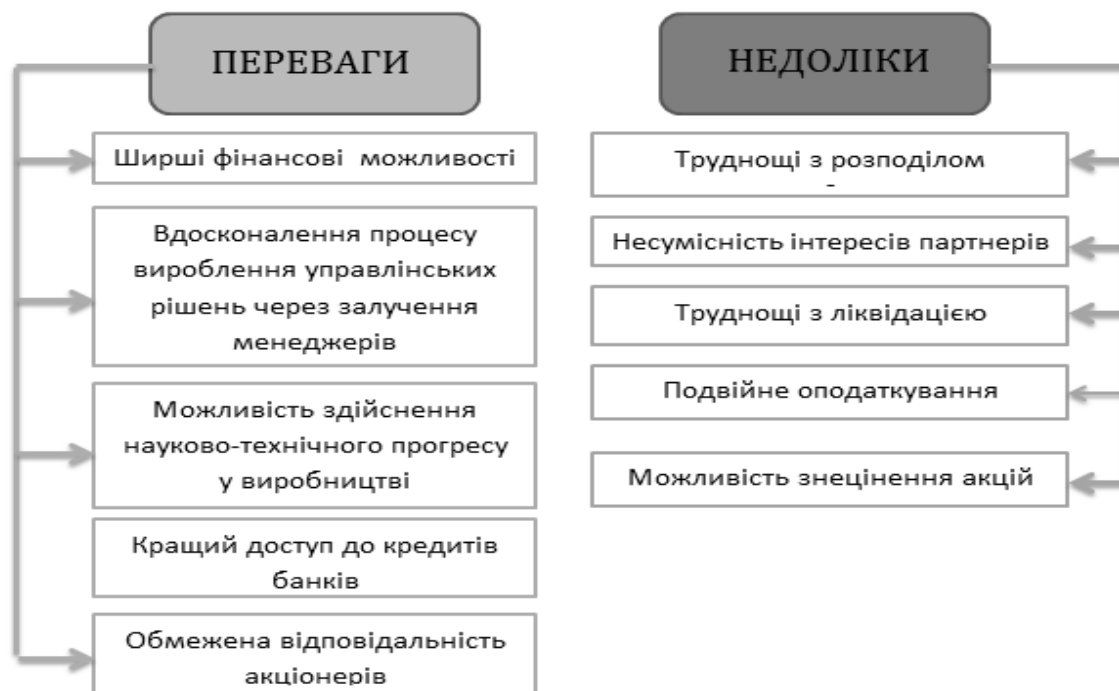 ПЕРЕВАГИ
Ширші фінансові можливості
Вдосконалення процесу
вироблення управлінських
рішень через залучення
менеджерів
Можливість здійснення
науково-технічного прогресу
у виробництві
Кращий доступ до кредитів
банків
Обмежена відповідальність
акціонерів
НЕДОЛІКИ
Труднощі з розподілом
Несумісність інтересів партнерів
Труднощі з ліквідацією
Подвійне оподаткування
Можливість знецінення акцій